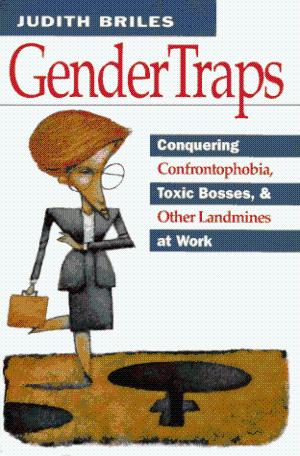 JUDITH BRILES
GenderTraps
Conquering
Confrontophobia,
Toxic Bosses, &
Other Landmines
at Work